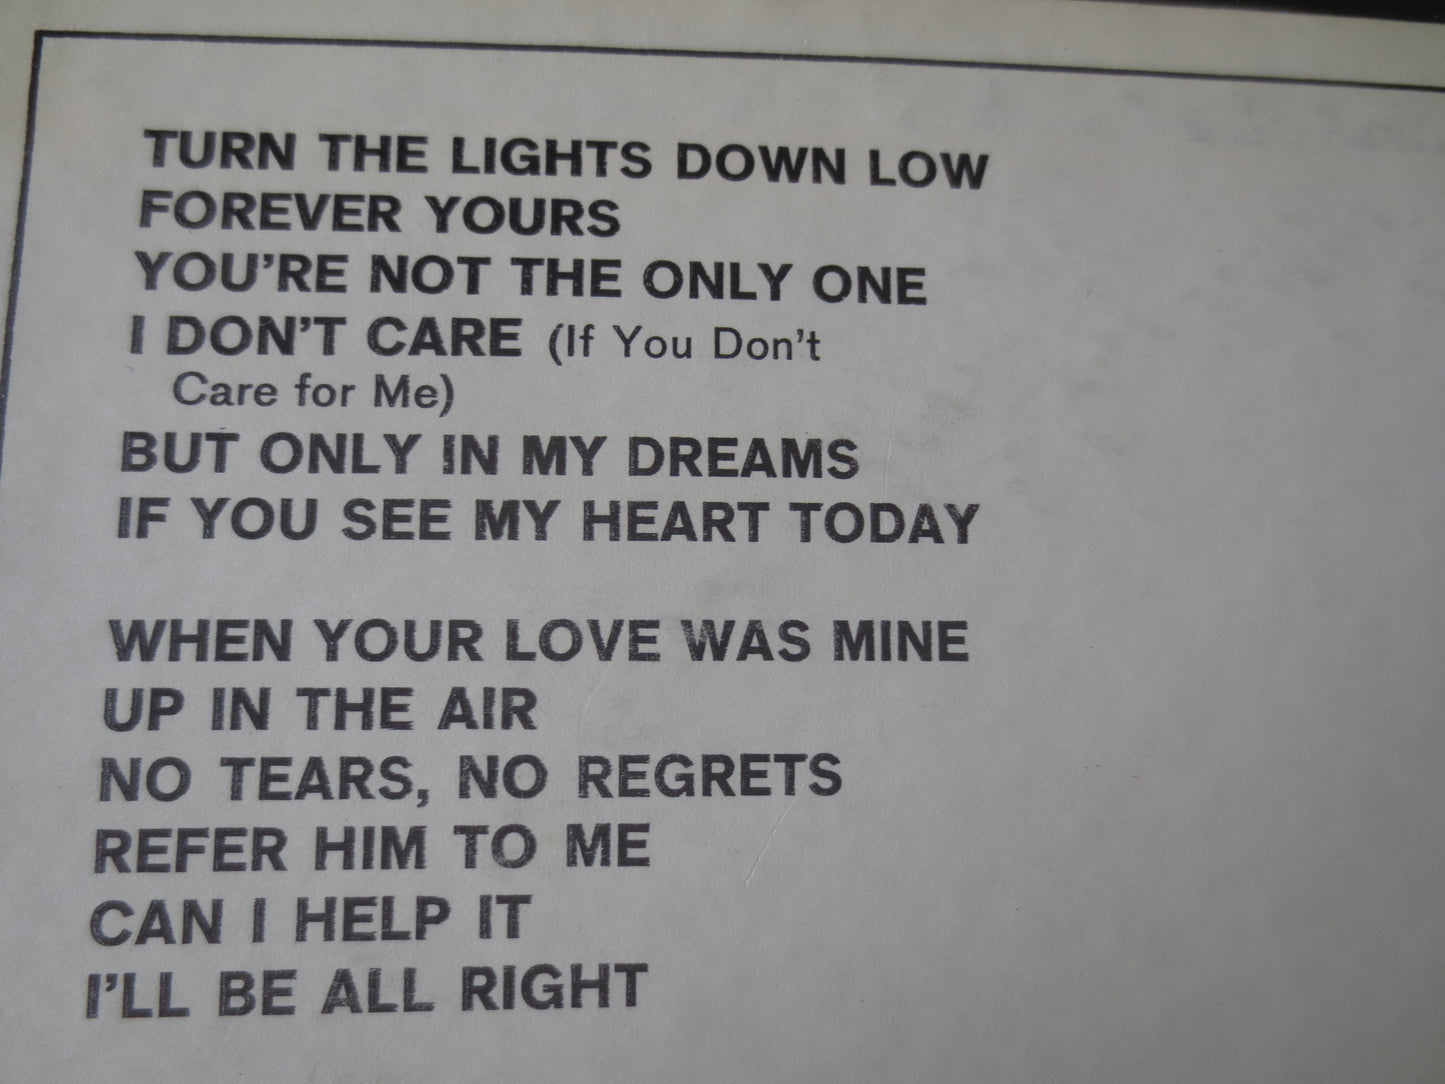 TURN THE LIGHTS DOWN LOW
FOREVER YOURS
YOU’RE NOT THE ONLY ONE
I DON’T CARE (If You Don’t
Care for Me)
BUT ONLY IN MY DREAMS
IF YOU SEE MY HEART TODAY
WHEN YOUR LOVE WAS MINE
UP IN THE AIR
NO TEARS, NO REGRETS
REFER HIM TO ME
CAN I HELP IT
I’LL BE ALL RIGHT